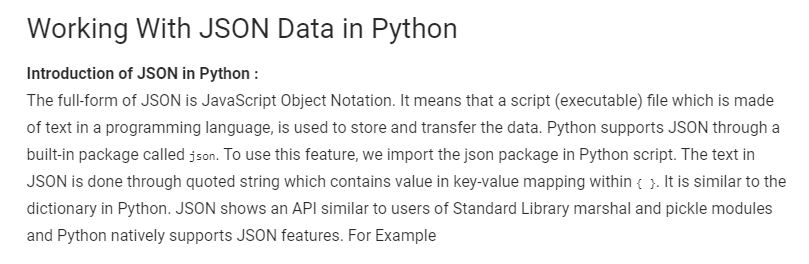 Working With JSON Data in Python
Introduction of JSON in Python :
The full-form of JSON is JavaScript Object Notation. It means that a script (executable) file which is made
of text in a programming language, is used to store and transfer the data. Python supports JSON through a
built-in package called json. To use this feature, we import the json package in Python script. The text in
JSON is done through quoted string which contains value in key-value mapping within { }. It is similar to the
dictionary in Python. JSON shows an API similar to users of Standard Library marshal and pickle modules
and Python natively supports JSON features. For Example